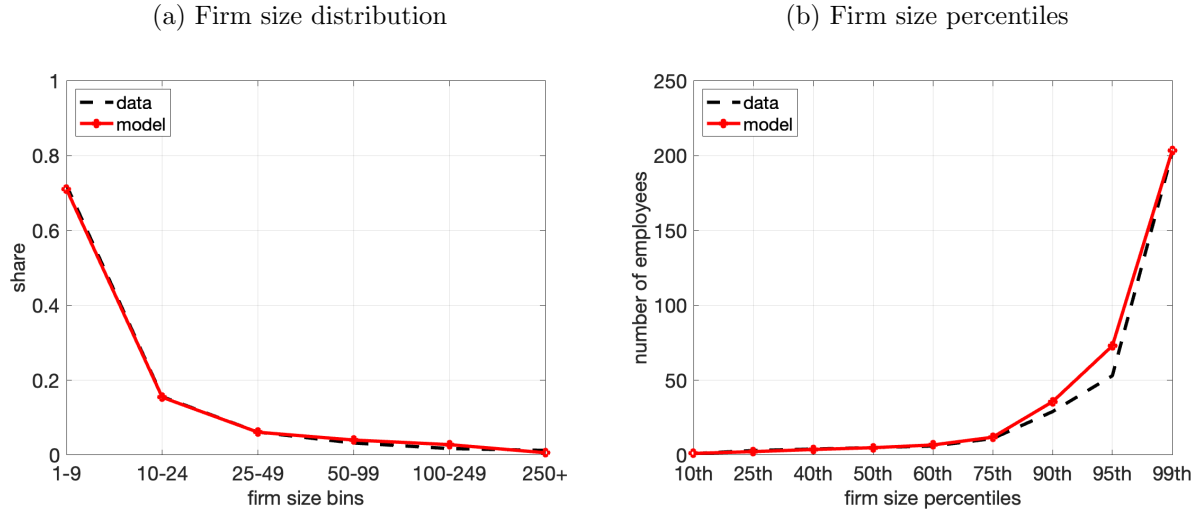 (a) Firm size distribution
1
0.8
0.6
0.4
0.2
0
share
data
model
1-9
10-24
25-49
50-99
100-249
250+
firm size bins
(b) Firm size percentiles
250
200
150
100
50
0
number of employees
data
model
10th
25th
40th
50th
60th
75th
90th
95th
99th
firm size percentiles